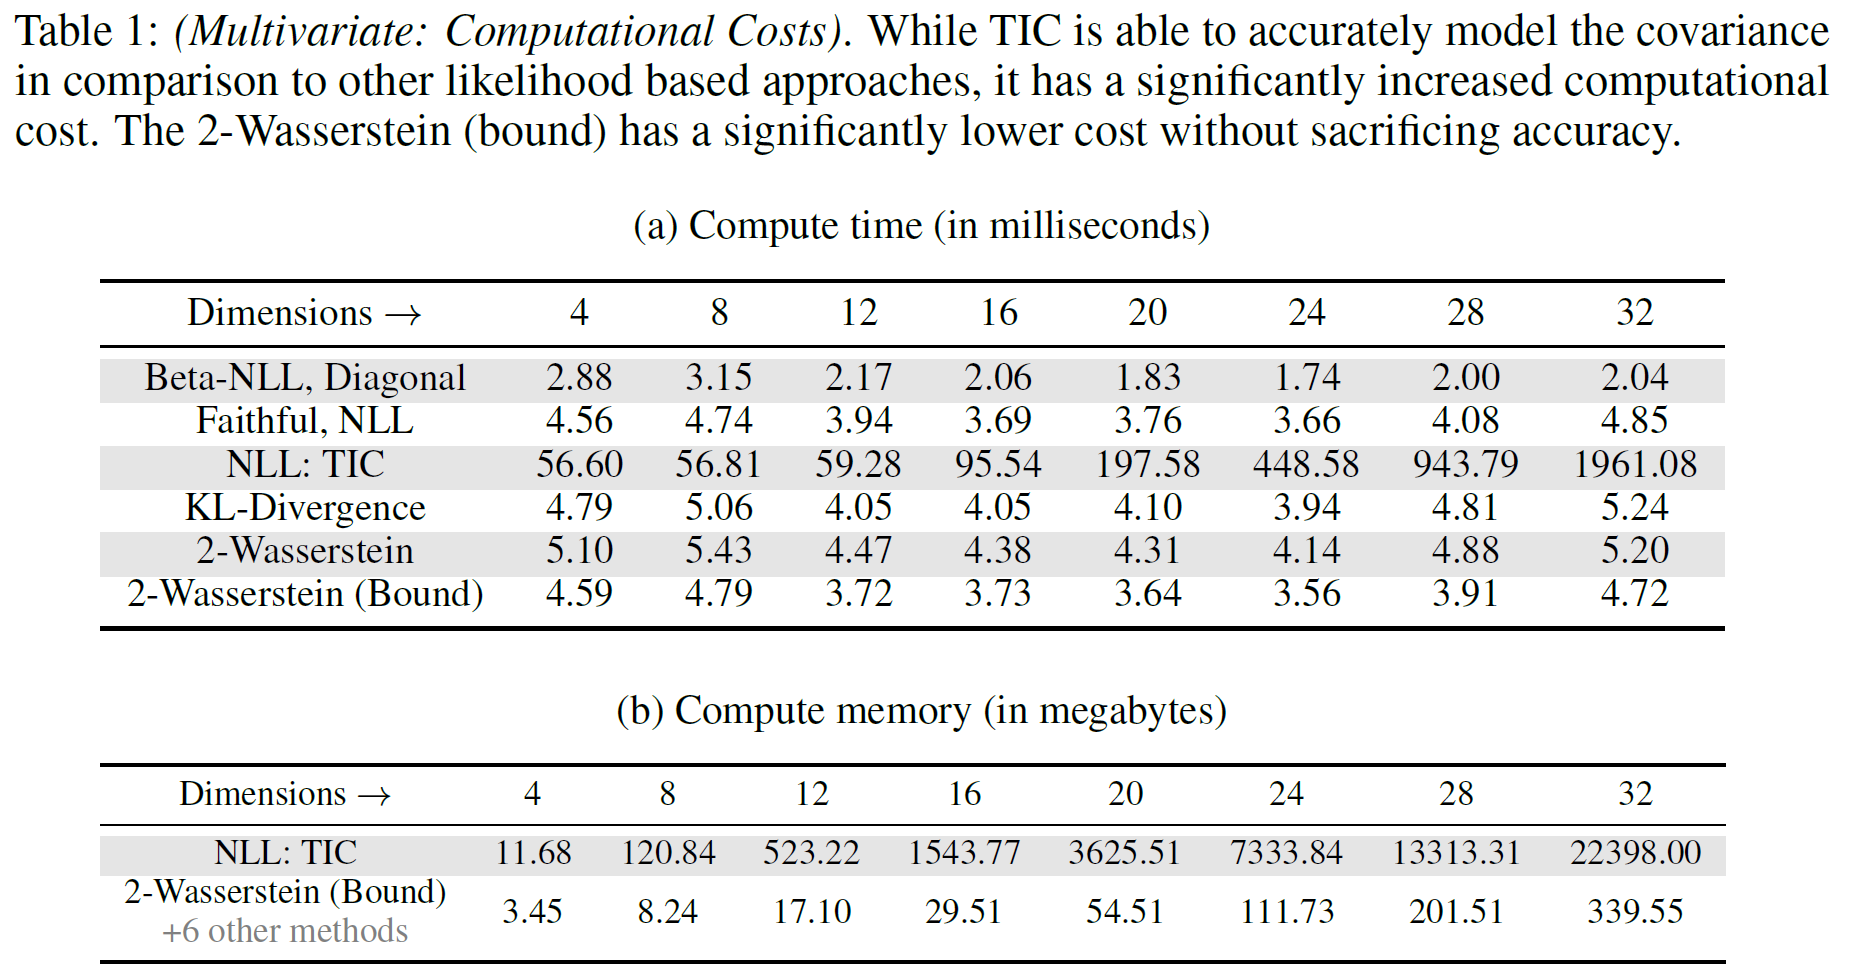 Table 1: (Multivariate: Computational Costs). While TIC is able to accurately model the covariance
in comparison to other likelihood based approaches, it has a significantly increased computational
cost. The 2-Wasserstein (bound) has a significantly lower cost without sacrificing accuracy.
(a) Compute time (in milliseconds)
Dimensions → 4 8 12 16 20 24 28 32
Beta-NLL, Diagonal 2.88 3.15 2.17 2.06 1.83 1.74 2.00 2.04
Faithful, NLL 4.56 4.74 3.94 3.69 3.76 3.66 4.08 4.85
NLL: TIC 56.60 56.81 59.28 95.54 197.58 448.58 943.79 1961.08
KL-Divergence 4.79 5.06 4.05 4.05 4.10 3.94 4.81 5.24
2-Wasserstein 5.10 5.43 4.47 4.38 4.31 4.14 4.88 5.20
2-Wasserstein (Bound) 4.59 4.79 3.72 3.73 3.64 3.56 3.91 4.72
(b) Compute memory (in megabytes)
Dimensions → 4 8 12 16 20 24 28 32
NLL: TIC 11.68 120.84 523.22 1543.77 3625.51 7333.84 13313.31 22398.00
2-Wasserstein (Bound)
+6 other methods 3.45 8.24 17.10 29.51 54.51 111.73 201.51 339.55